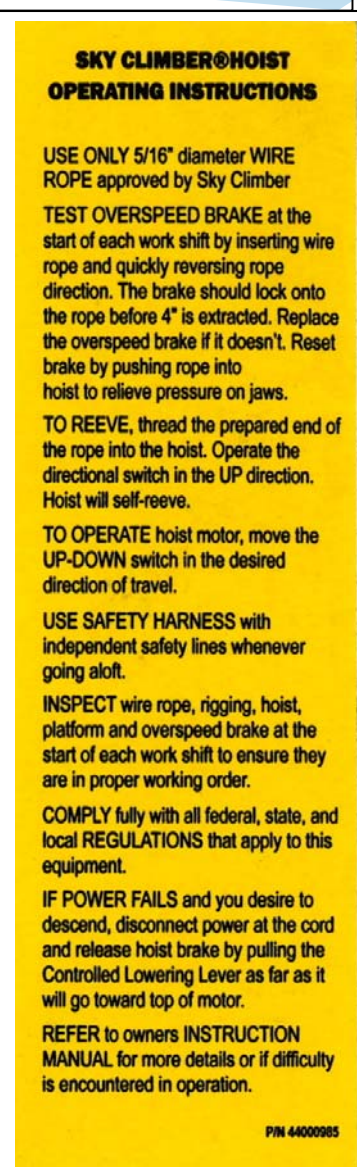 SKY CLIMBER®HOIST
OPERATING INSTRUCTIONS
USE ONLY 5/16" diameter WIRE
ROPE approved by Sky Climber
TEST OVERSPEED BRAKE at the
start of each work shift by inserting wire
rope and quickly reversing rope
direction. The brake should lock onto
the rope before 4" is extracted. Replace
the overspeed brake if it doesn't. Reset
brake by pushing rope into
hoist to relieve pressure on jaws.
TO REEVE, thread the prepared end of
the rope into the hoist. Operate the
directional switch in the UP direction.
Hoist will self-reeve.
TO OPERATE hoist motor, move the
UP-DOWN switch in the desired
direction of travel.
USE SAFETY HARNESS with
independent safety lines whenever
going aloft.
INSPECT wire rope, rigging, hoist,
platform and overspeed brake at the
start of each work shift to ensure they
are in proper working order.
COMPLY fully with all federal, state, and
local REGULATIONS that apply to this
equipment.
IF POWER FAILS and you desire to
descend, disconnect power at the cord
and release hoist brake by pulling the
Controlled Lowering Lever as far as it
will go toward top of motor.
REFER to owners INSTRUCTION
MANUAL for more details or if difficulty
is encountered in operation.
P/N 44000985